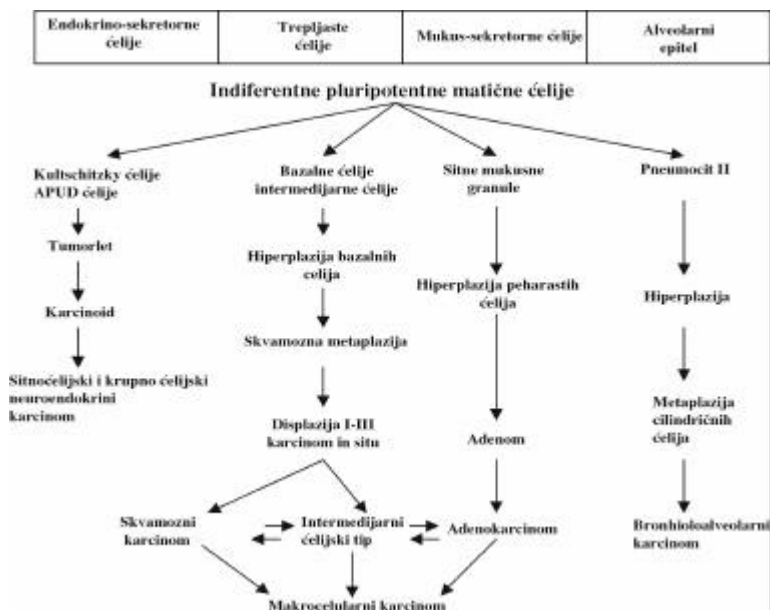 Endokrino-sekretorne
ćelije
Trepljaste
ćelije
Mukus-sekretorne ćelije
Alveolarni
epitel
Indiferentne pluripotentne matične ćelije
Kultschitzky ćelije
APUD ćelije
Bazalne ćelije
intermedijarne ćelije
Sitne mukusne
granule
Pneumocit II
Tumorlet
Hiperplazija bazalnih
celija
Hiperplazija peharastih
ćelija
Hiperplazija
Karcinoid
Skvamozna metaplazija
Sitnoćelijski i krupno ćelijski
neuroendokrini
karcinom
Displazija I-III
karcinom in situ
Adenom
Metaplazija
cilindričnih
ćelija
Skvamozni
karcinom
Intermedijarni
ćelijski tip
Adenokarcinom
Bronhioloalveolarni
karcinom
Makrocelularni karcinom